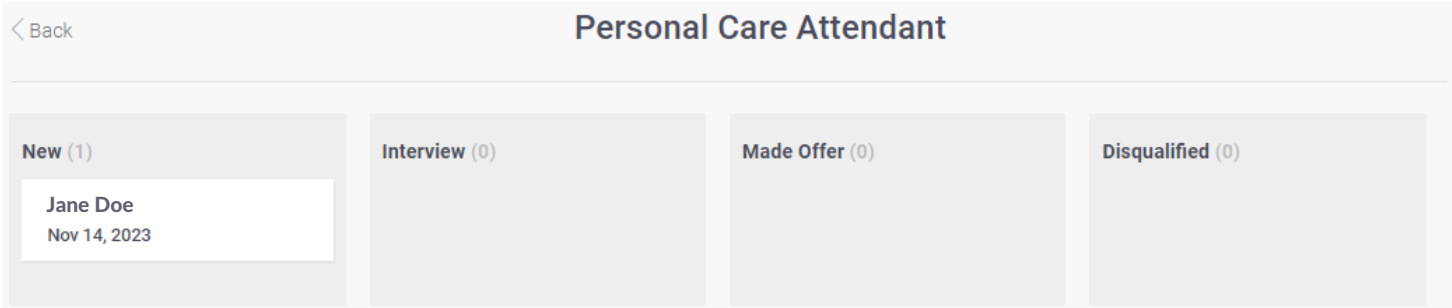 Back
Personal Care Attendant
New (1)
Interview (0)
Made Offer (0)
Disqualified (0)
Jane Doe
Nov 14, 2023